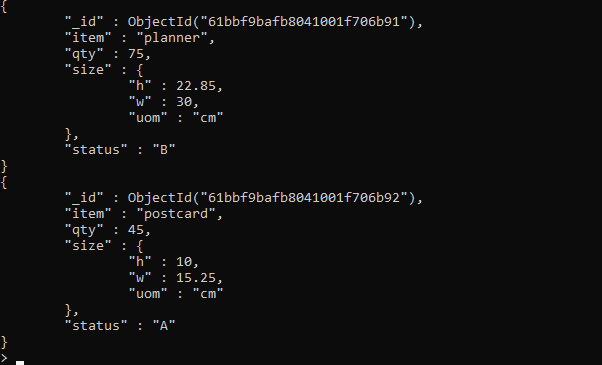 {
"_id" : ObjectId("61bbf9bafb8041001f706b91"),
"item" : "planner",
"qty" : 75,
"size" : {
"h" : 22.85,
"w" : 30,
"uom" : "cm"
},
"status" : "B"
}
{
"_id" : ObjectId("61bbf9bafb8041001f706b92"),
"item" : "postcard",
"qty" : 45,
"size" : {
"h" : 10,
"w" : 15.25,
"uom" : "cm"
},
"status" : "A"
}
>